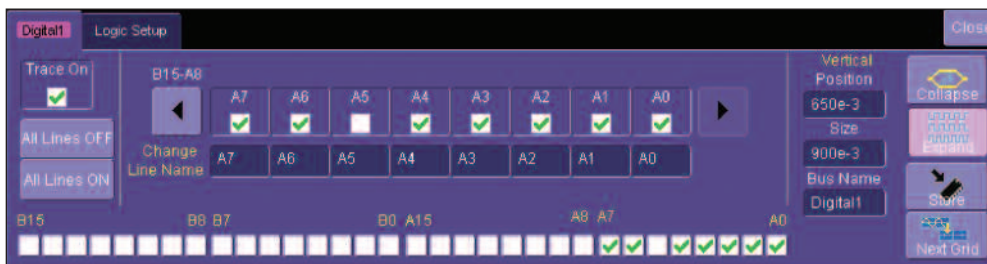 Digital1 Logic Setup Close
Trace On
B15-A8
A7 A6 A5 A4 A3 A2 A1 A0
All Lines OFF
All Lines ON
Change
Line Name
A7 A6 A5 A4 A3 A2 A1 A0
Vertical
Position
650e-3
Size
900e-3
Bus Name
Digital1
Collapse
Expand
Store
Next Grid
B15 B8 B7 B0 A15 A8 A7 A0